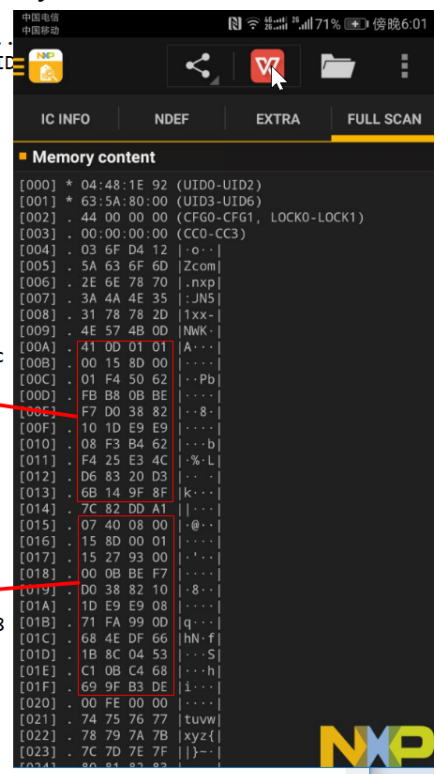 中国电信
中国移动
71% 傍晚6:01
NXP
IC INFO NDEF EXTRA FULL SCAN
Memory content
[000] * 04:48:1E 92 (UID0-UID2)
[001] * 63:5A:80:00 (UID3-UID6)
[002] . 44 00 00 00 (CFG0-CFG1, LOCK0-LOCK1)
[003] . 00:00:00:00 (CC0-CC3)
[004] . 03 6F D4 12 |·o··|
[005] . 5A 63 6F 6D |Zcom|
[006] . 2E 6E 78 70 |.nxp|
[007] . 3A 4A 4E 35 |:JN5|
[008] . 31 78 78 2D |1xx-|
[009] . 4E 57 4B 0D |NWK·|
[00A] . 41 0D 01 01 |A···|
[00B] . 00 15 8D 00 |····|
[00C] . 01 F4 50 62 |··Pb|
[00D] . FB B8 0B BE |····|
[00E] . F7 D0 38 82 |··8·|
[00F] . 10 1D E9 E9 |····|
[010] . 08 F3 B4 62 |···b|
[011] . F4 25 E3 4C |·%·L|
[012] . D6 83 20 D3 |·· ·|
[013] . 6B 14 9F 8F |k···|
[014] . 7C 82 DD A1 ||···|
[015] . 07 40 08 00 |·@··|
[016] . 15 8D 00 01 |····|
[017] . 15 27 93 00 |·'··|
[018] . 00 0B BE F7 |····|
[019] . D0 38 82 10 |·8··|
[01A] . 1D E9 E9 08 |····|
[01B] . 71 FA 99 0D |q···|
[01C] . 68 4E DF 66 |hN·f|
[01D] . 1B 8C 04 53 |···S|
[01E] . C1 0B C4 68 |···h|
[01F] . 69 9F B3 DE |i···|
[020] . 00 FE 00 00 |····|
[021] . 74 75 76 77 |tuvw|
[022] . 78 79 7A 7B |xyz{|
[023] . 7C 7D 7E 7F ||}~·|
[024] . 80 81 82 83
NXP